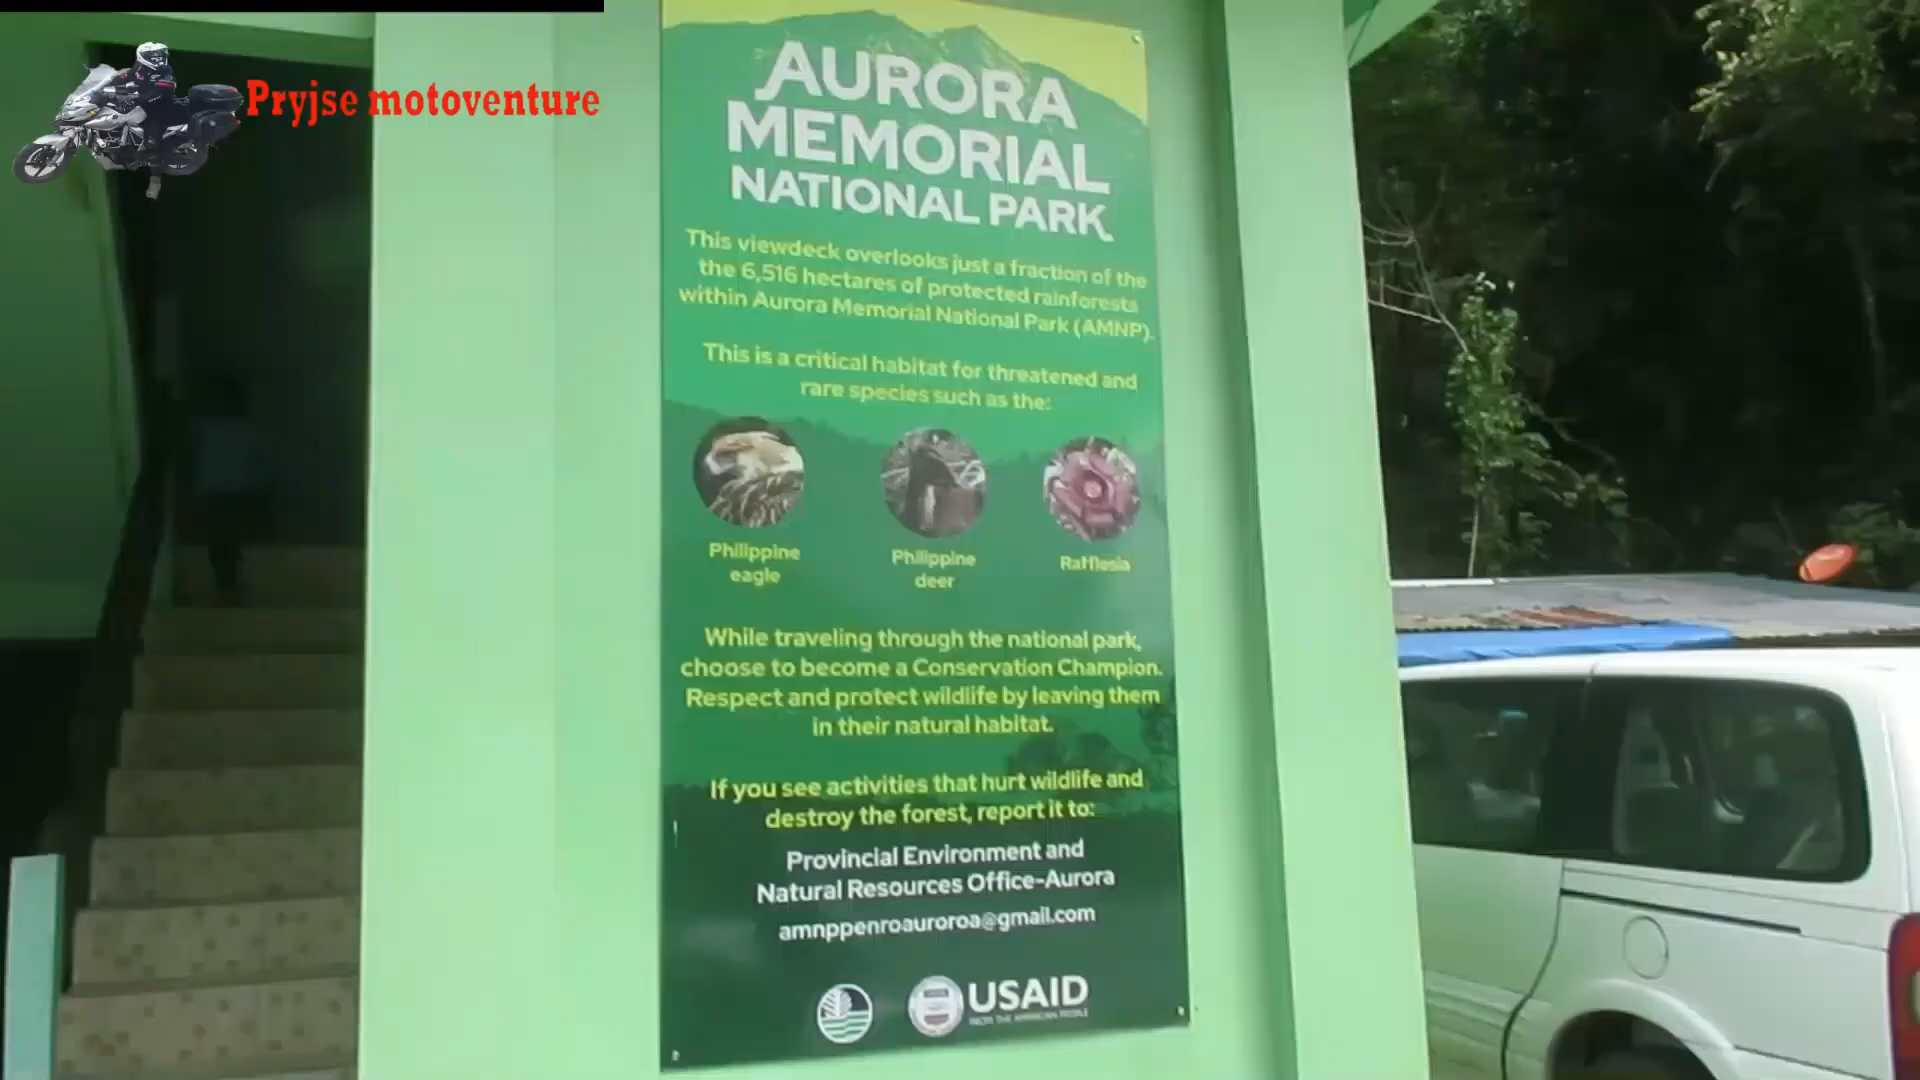 Pryjse motoventure
AURORA
MEMORIAL
NATIONAL PARK
This viewdeck overlooks just a fraction of the
the 6,516 hectares of protected rainforests
within Aurora Memorial National Park (AMNP).
This is a critical habitat for threatened and
rare species such as the:
Philippine
eagle
Philippine
deer
Rafflesia
While traveling through the national park,
choose to become a Conservation Champion.
Respect and protect wildlife by leaving them
in their natural habitat.
If you see activities that hurt wildlife and
destroy the forest, report it to:
Provincial Environment and
Natural Resources Office-Aurora
amnppenroauroroa@gmail.com
USAID
FROM THE AMERICAN PEOPLE